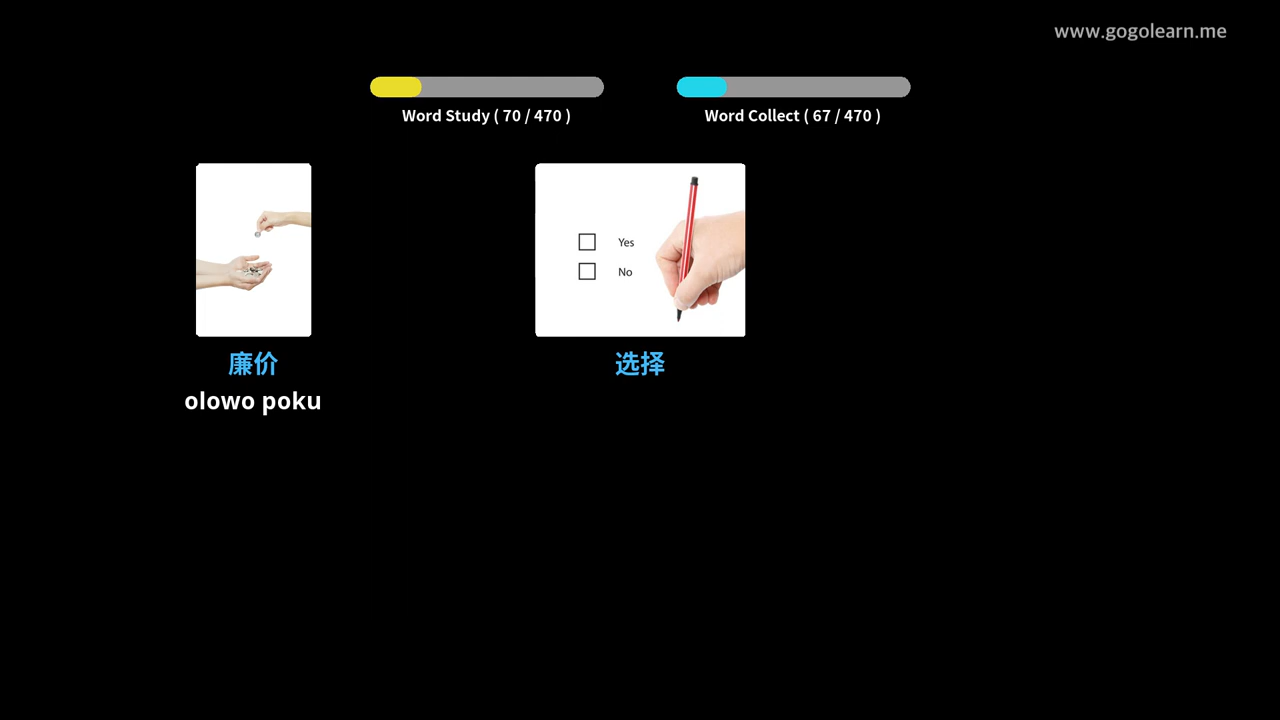 www.gogolearn.me
Word Study ( 70 / 470 )
Word Collect ( 67 / 470 )
Yes
No
廉价
选择
olowo poku